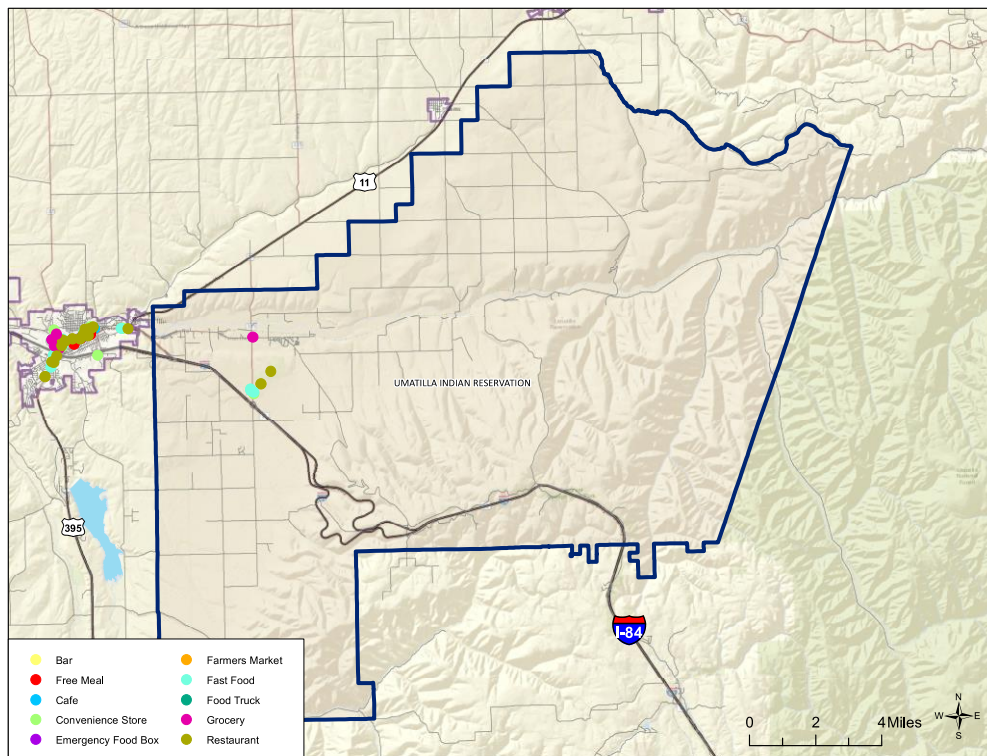 11
UMATILLA INDIAN RESERVATION
395
I-84
Bar
Free Meal
Cafe
Convenience Store
Emergency Food Box
Farmers Market
Fast Food
Food Truck
Grocery
Restaurant
0 2 4 Miles
N
W E
S